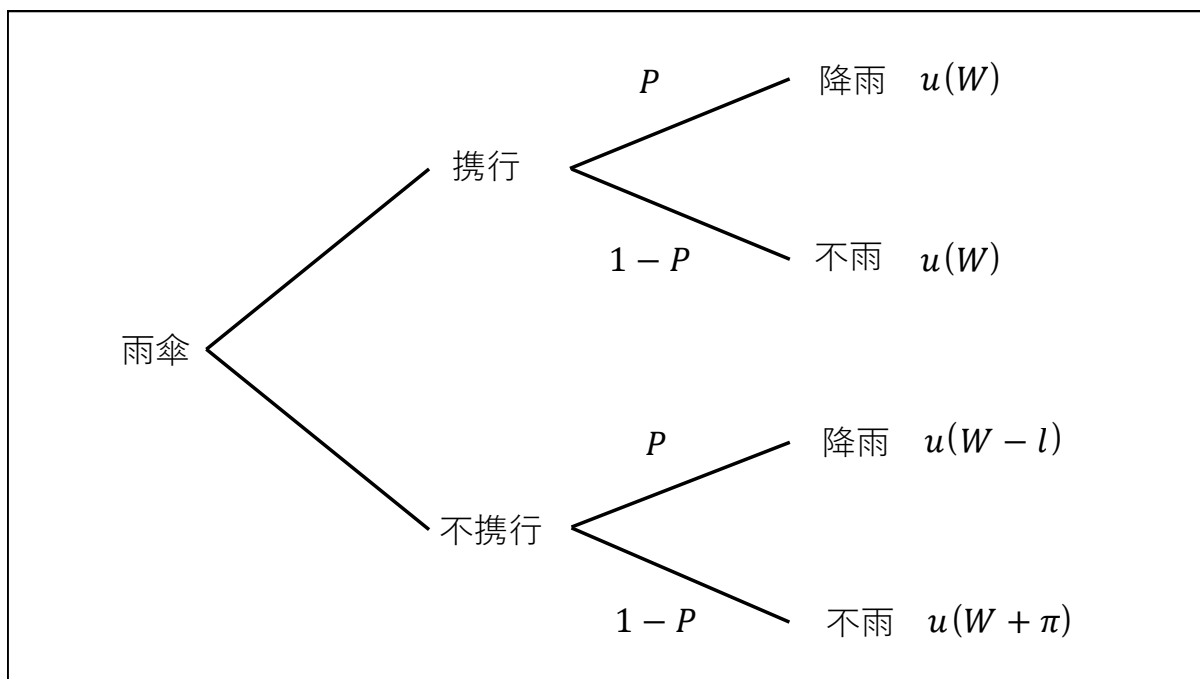 P
降雨 u(W)
携行
1 − P
不雨 u(W)
雨傘
P
降雨 u(W − l)
不携行
1 − P
不雨 u(W + π)